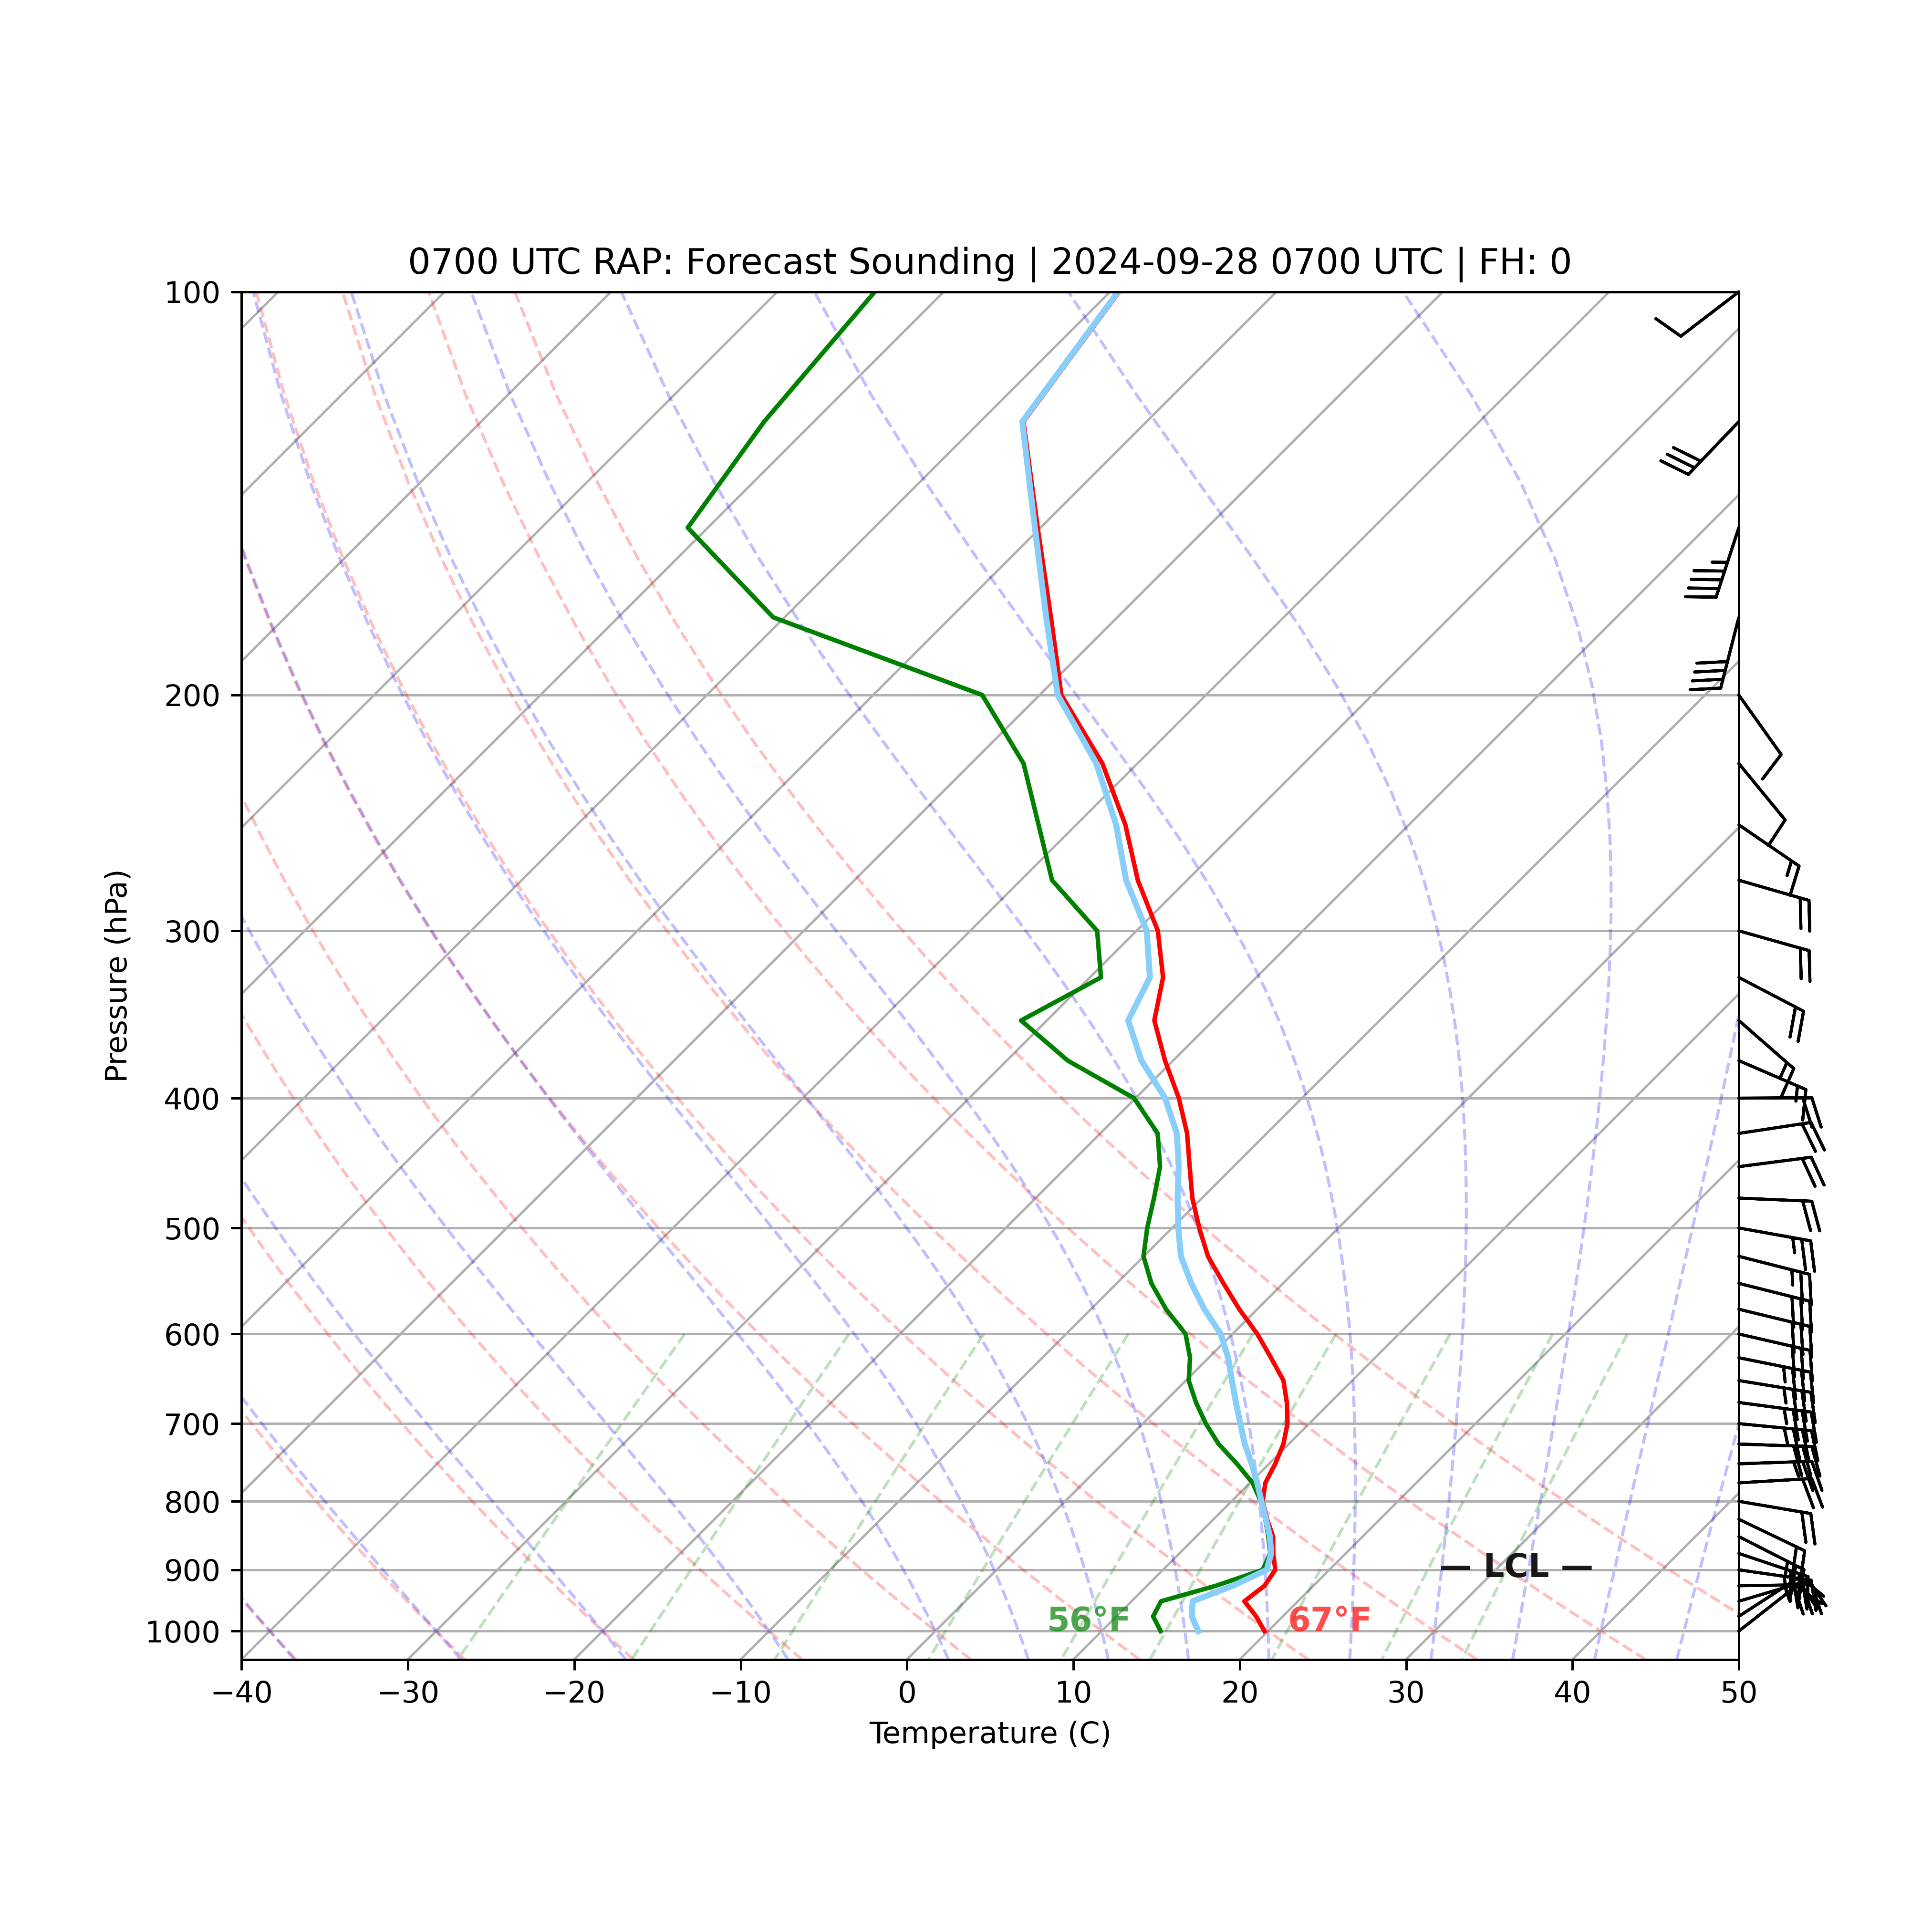 0700 UTC RAP: Forecast Sounding | 2024-09-28 0700 UTC | FH: 0
100
200
300
400
500
600
700
800
900
1000
Pressure (hPa)
— LCL —
56°F
67°F
−40 −30 −20 −10 0 10 20 30 40 50
Temperature (C)